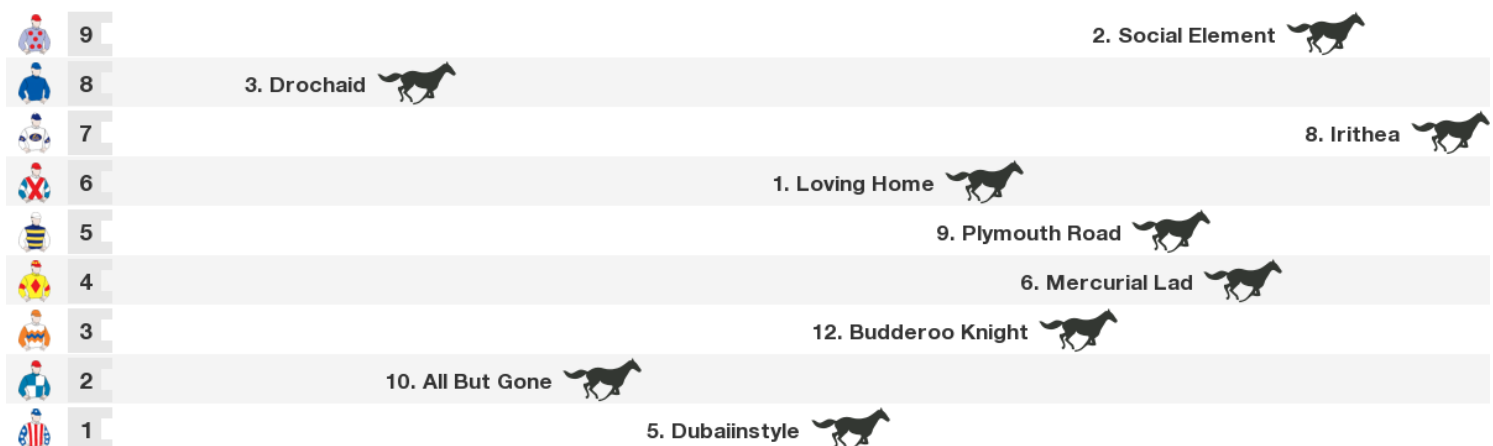 9 2. Social Element
8 3. Drochaid
7 8. Irithea
6 1. Loving Home
5 9. Plymouth Road
4 6. Mercurial Lad
3 12. Budderoo Knight
2 10. All But Gone
1 5. Dubaiinstyle